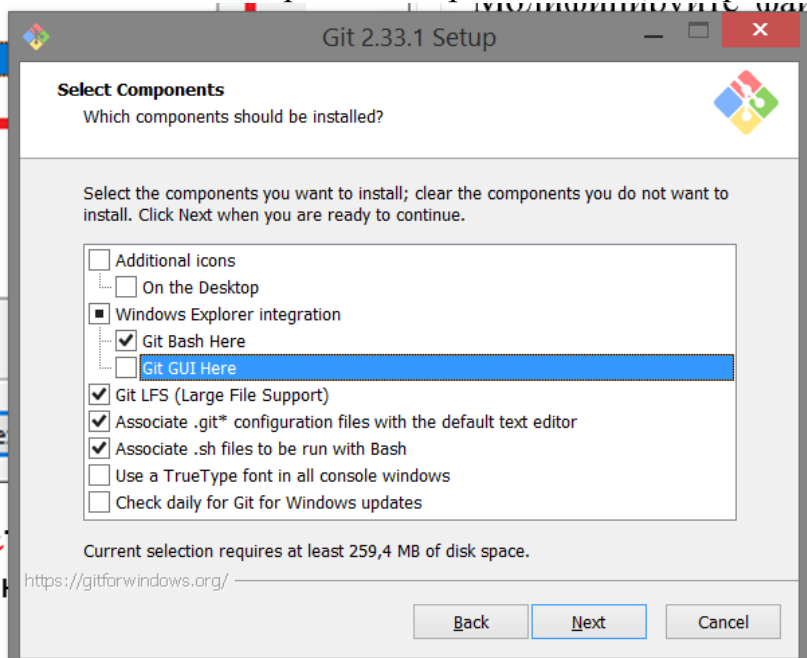 Модифицируйте фай
Git 2.33.1 Setup
Select Components
Which components should be installed?
Select the components you want to install; clear the components you do not want to
install. Click Next when you are ready to continue.
Additional icons
On the Desktop
Windows Explorer integration
Git Bash Here
Git GUI Here
Git LFS (Large File Support)
Associate .git* configuration files with the default text editor
Associate .sh files to be run with Bash
Use a TrueType font in all console windows
Check daily for Git for Windows updates
Current selection requires at least 259,4 MB of disk space.
https://gitforwindows.org/
Back
Next
Cancel